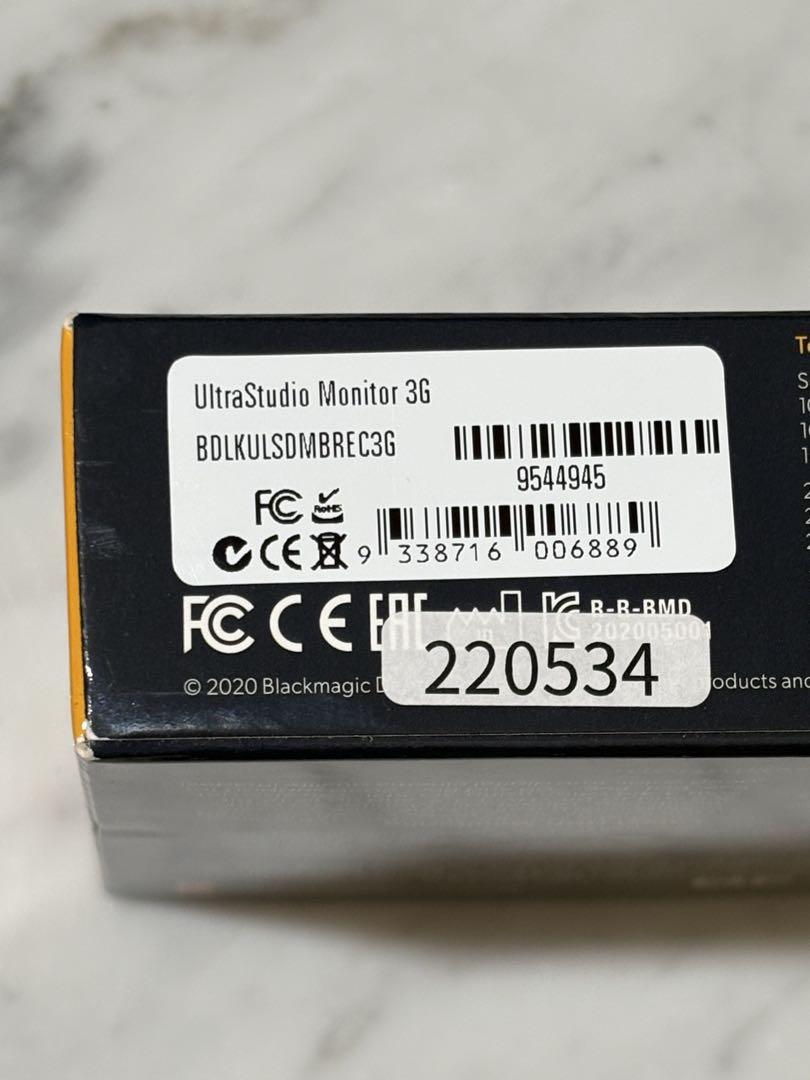 UltraStudio Monitor 3G
BDLKULSDMBREC3G
9544945
FC RoHS
CE
9 338716 006889
FC CE EAC
R-R-BMD
202005001
220534
© 2020 Blackmagic
oducts and